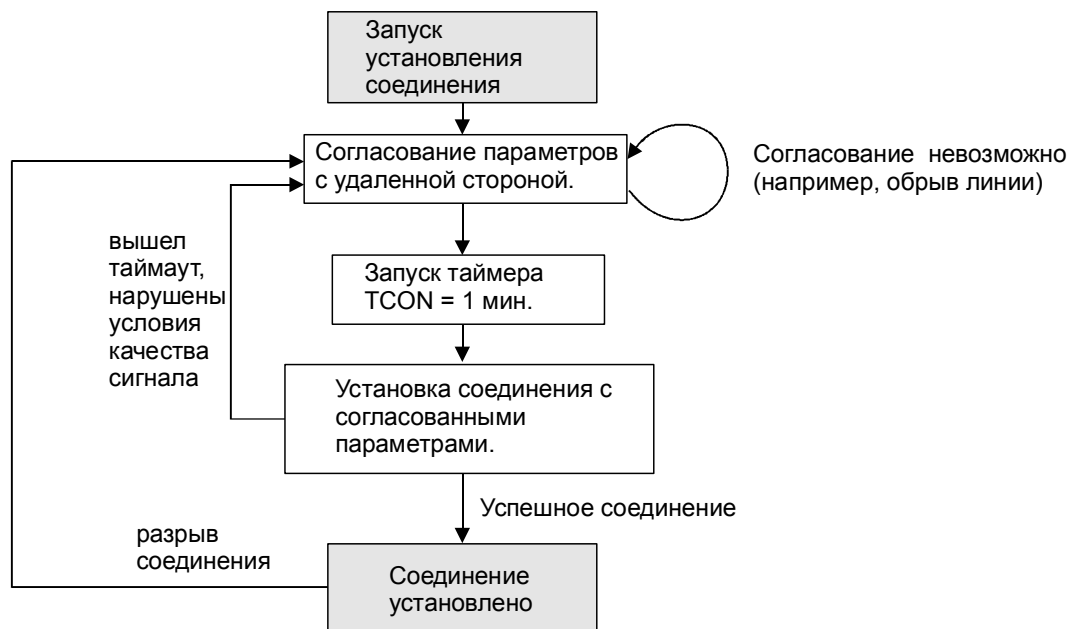 Запуск
установления
соединения
Согласование параметров
с удаленной стороной.
Согласование невозможно
(например, обрыв линии)
вышел
таймаут,
нарушены
условия
качества
сигнала
Запуск таймера
TCON = 1 мин.
Установка соединения с
согласованными
параметрами.
Успешное соединение
разрыв
соединения
Соединение
установлено